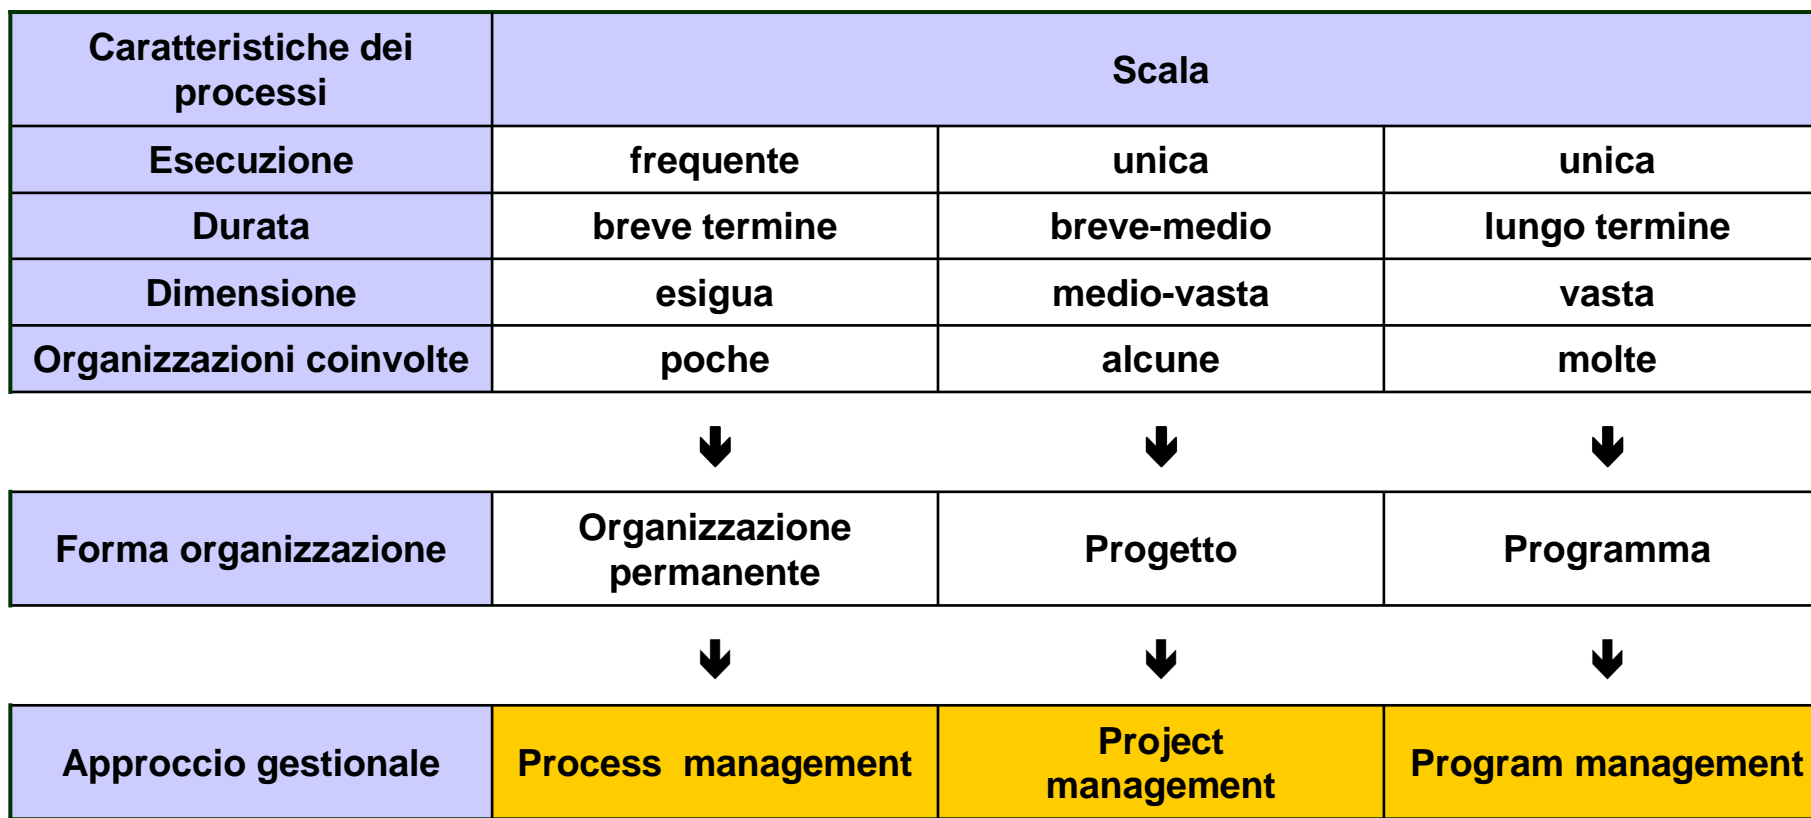 Caratteristiche dei
processi
Scala
Esecuzione
frequente
unica
unica
Durata
breve termine
breve-medio
lungo termine
Dimensione
esigua
medio-vasta
vasta
Organizzazioni coinvolte
poche
alcune
molte
Forma organizzazione
Organizzazione
permanente
Progetto
Programma
Approccio gestionale
Process  management
Project
management
Program management